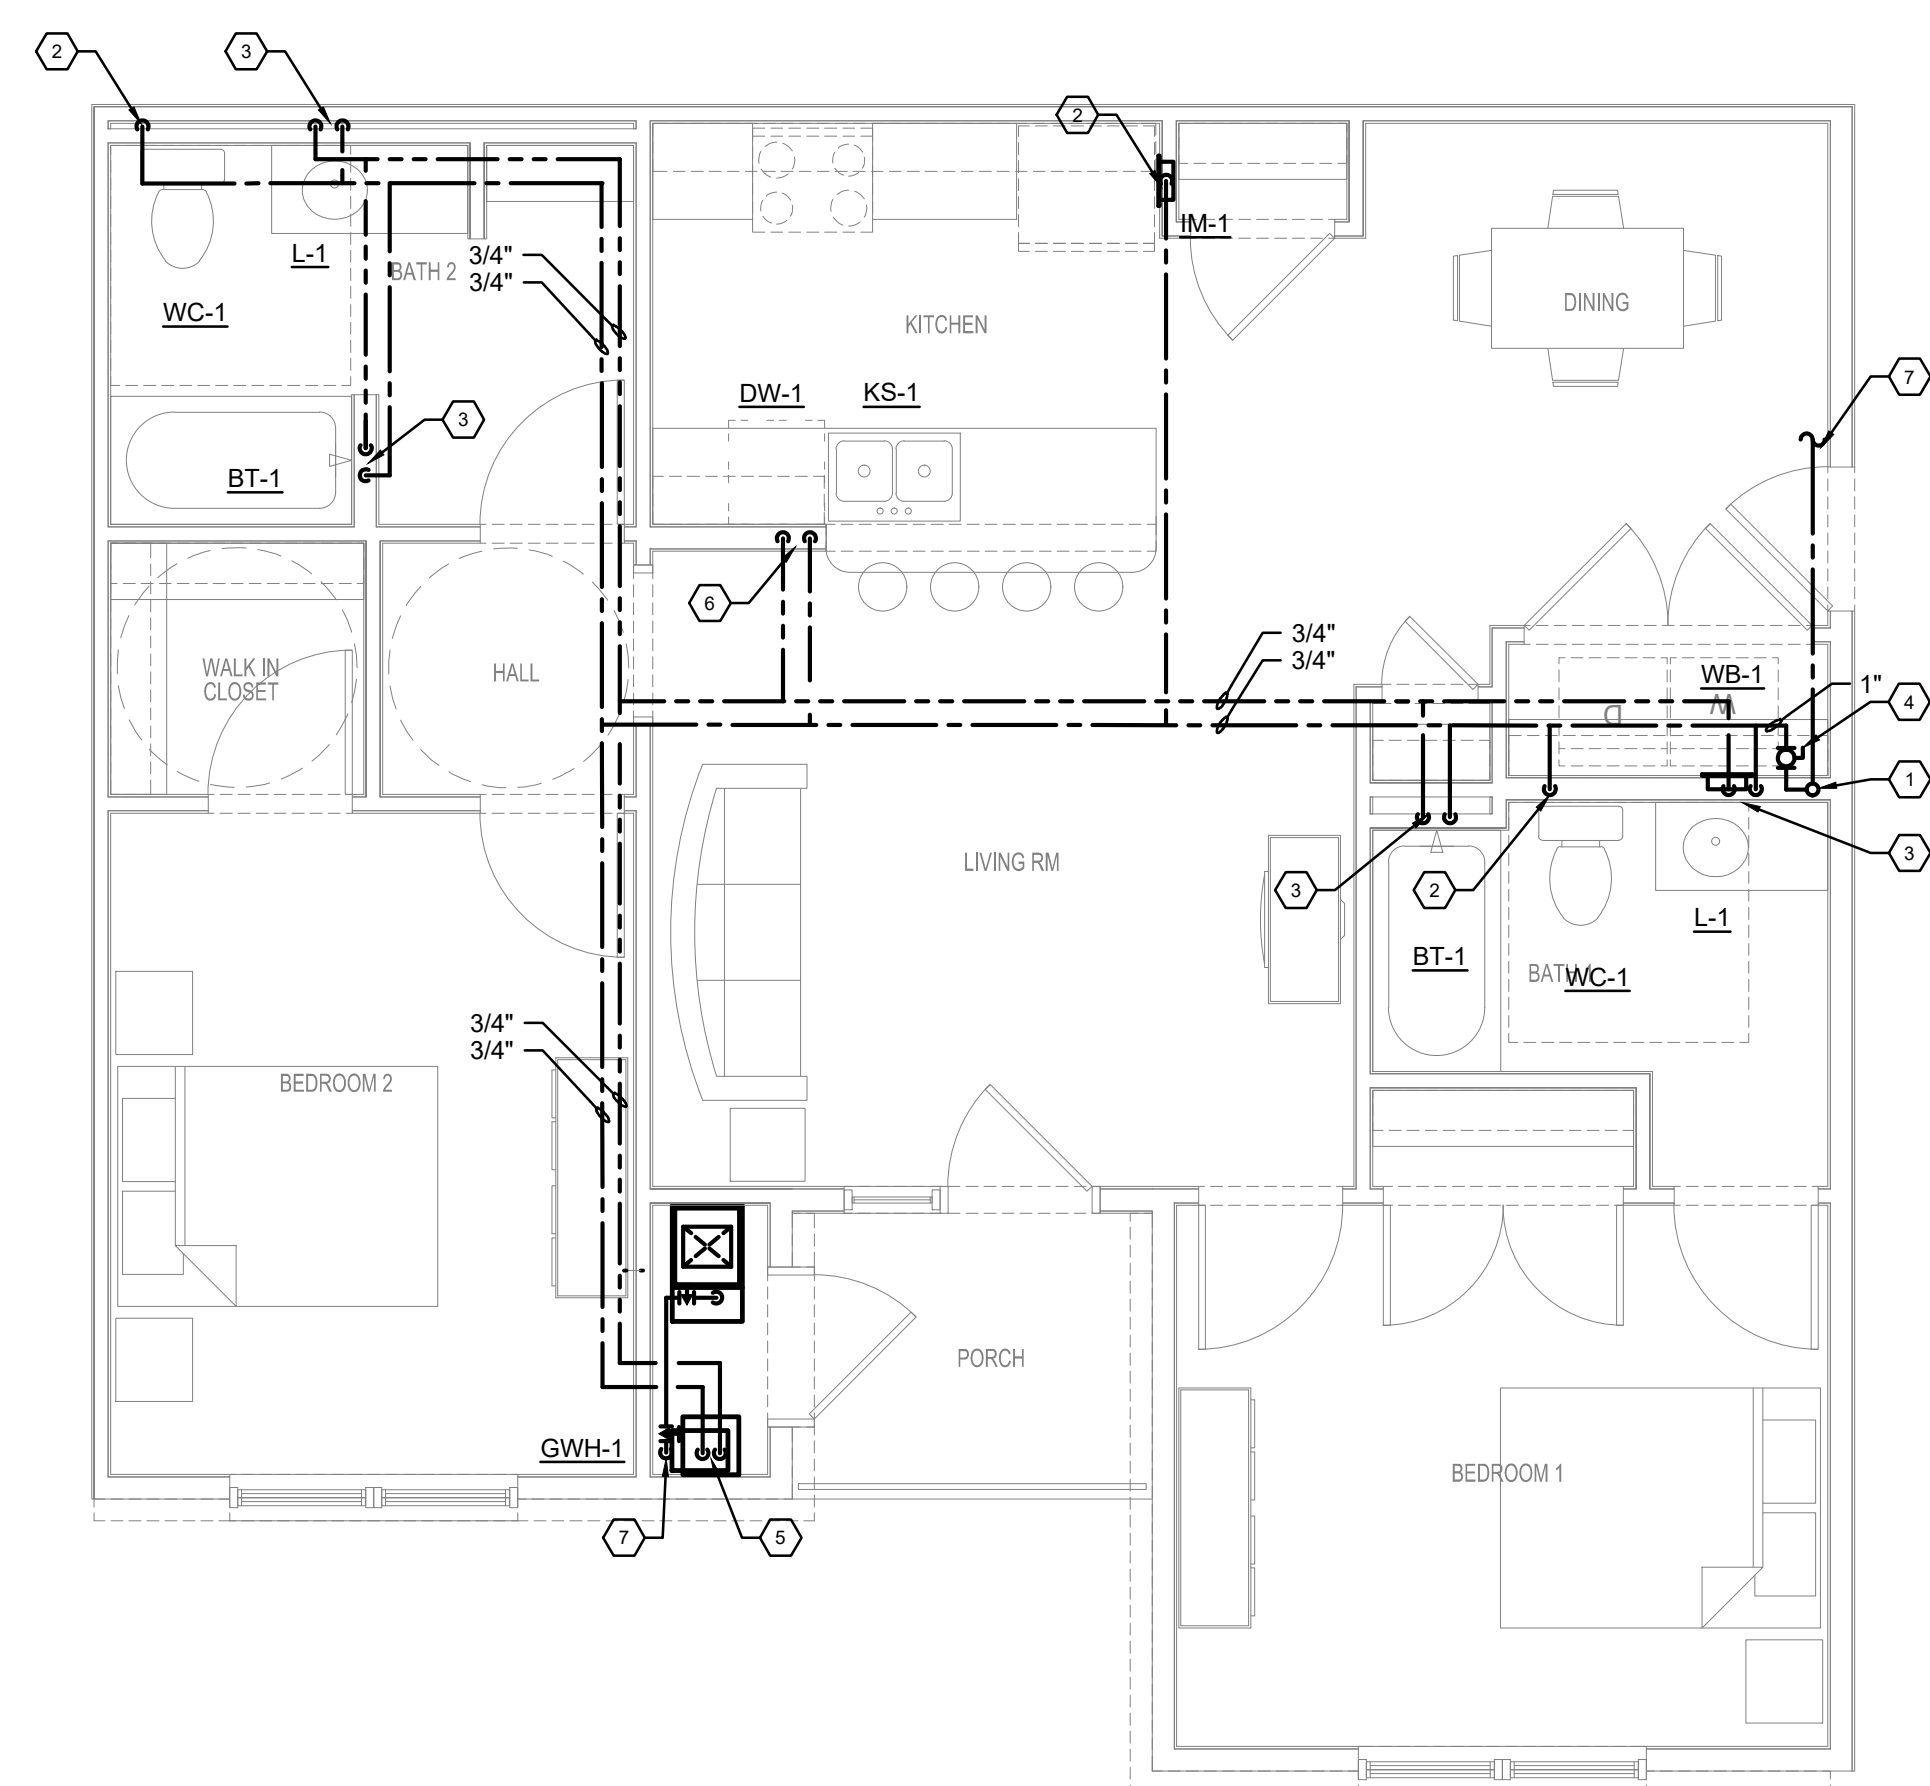 2
3
2
IM-1
L-1
BATH 2
3/4"
3/4"
WC-1
KITCHEN
DINING
7
DW-1
KS-1
3
BT-1
6
3/4"
3/4"
WALK IN
CLOSET
HALL
WB-1
1"
4
D
W
1
3
LIVING RM
3
2
L-1
BT-1
BATH 1
WC-1
3/4"
3/4"
BEDROOM 2
PORCH
GWH-1
BEDROOM 1
7
5